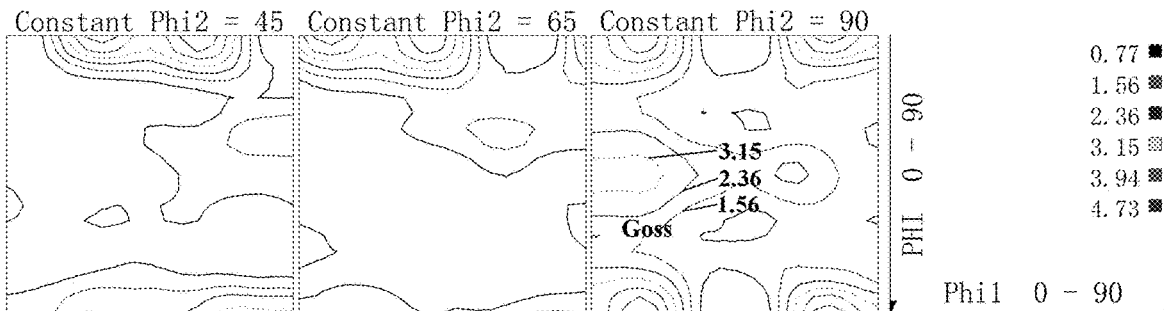 Constant Phi2 = 45 Constant Phi2 = 65 Constant Phi2 = 90
0.77
1.56
2.36
3.15
3.94
4.73
3.15
2.36
1.56
Goss
PHI 0 - 90
Phi1 0 - 90